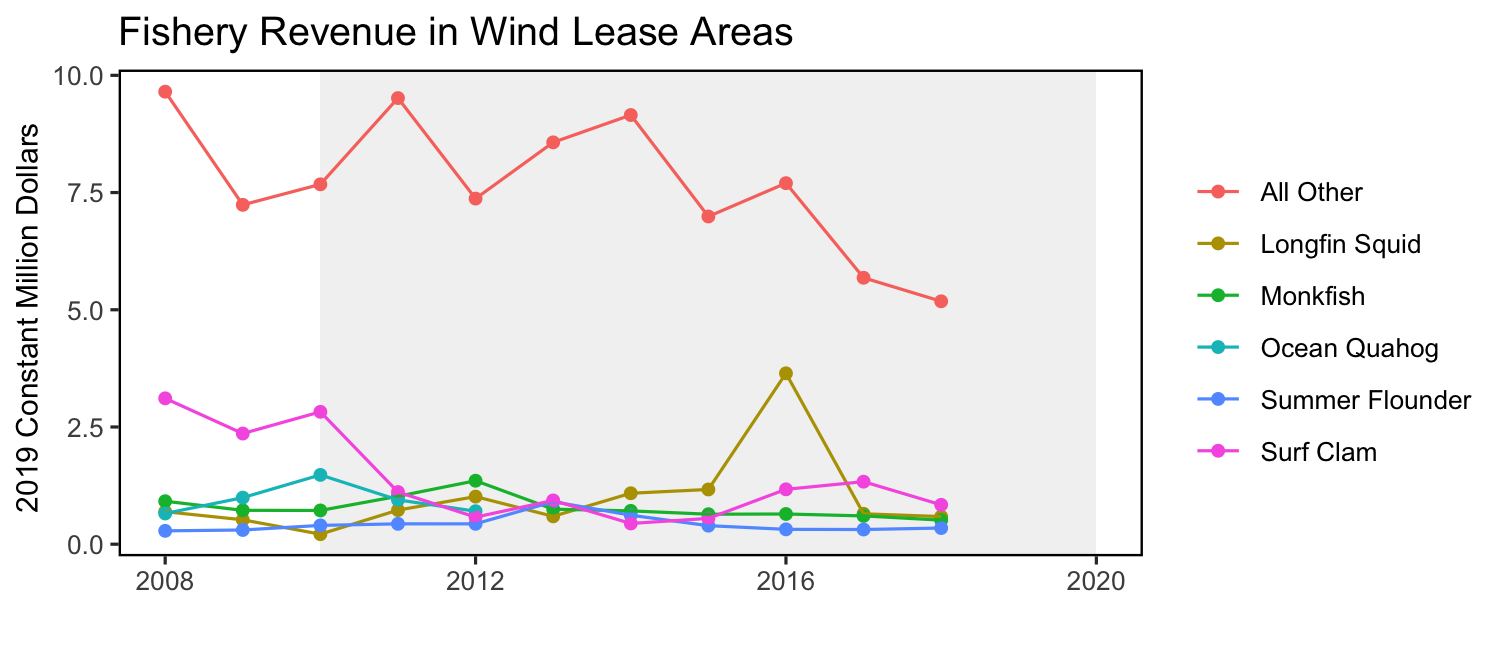 Fishery Revenue in Wind Lease Areas
2019 Constant Million Dollars
10.0
7.5
5.0
2.5
0.0
2008
2012
2016
2020
All Other
Longfin Squid
Monkfish
Ocean Quahog
Summer Flounder
Surf Clam